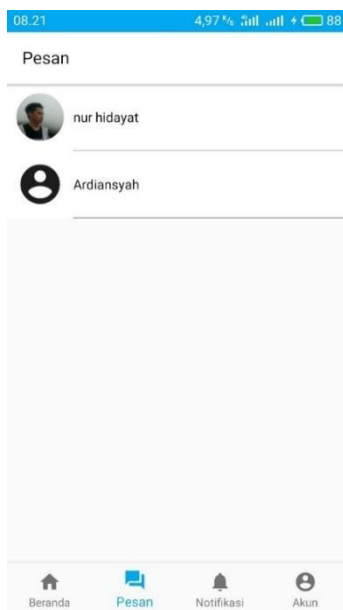 08.21 4,97 K/s 88
Pesan
nur hidayat
Ardiansyah
Beranda Pesan Notifikasi Akun